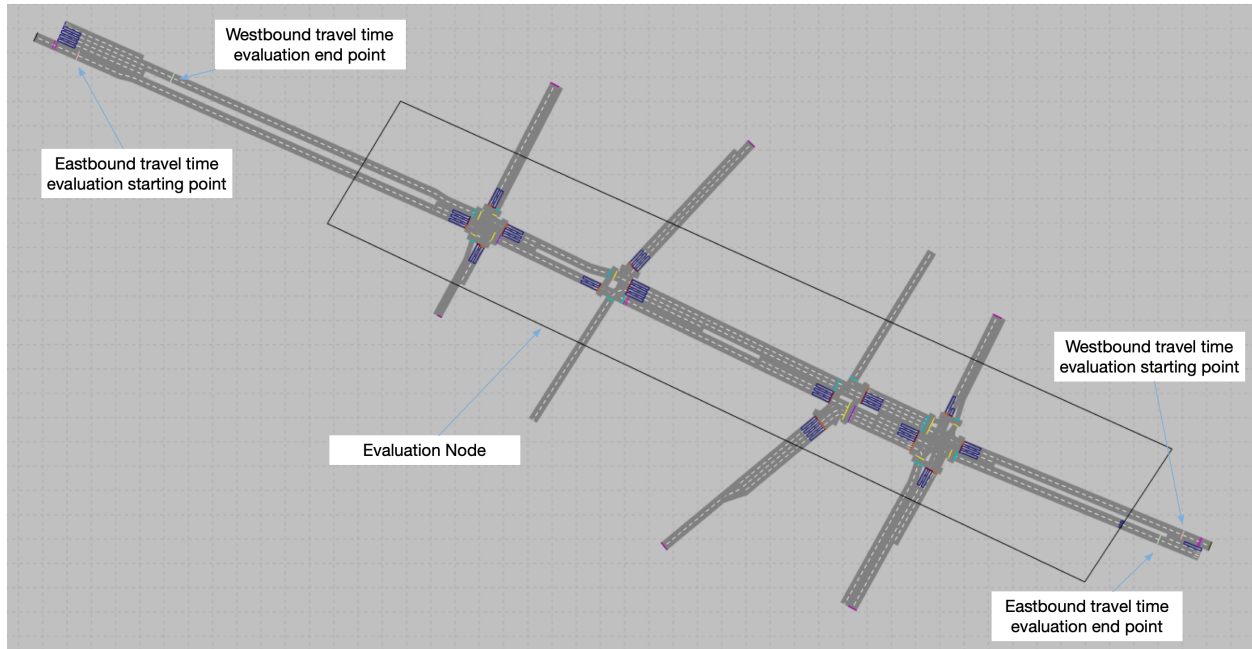 Westbound travel time
evaluation end point
Eastbound travel time
evaluation starting point
Westbound travel time
evaluation starting point
Evaluation Node
Eastbound travel time
evaluation end point